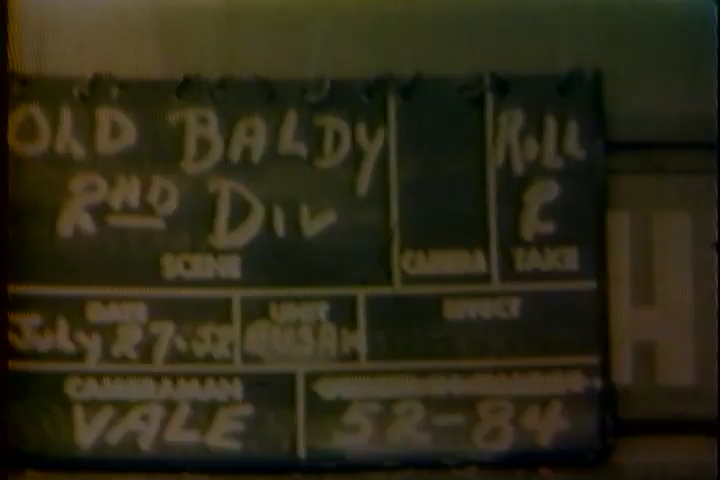 OLD BALDY
2ND DIV
SCENE
CAMERA
ROLL
2
TAKE
DATE
July 27-52
UNIT
EUSAK
EFFECT
CAMERAMAN
VALE
52-84
H